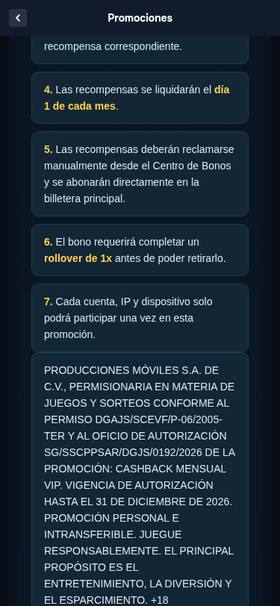 Promociones
recompensa correspondiente.
4. Las recompensas se liquidarán el día
1 de cada mes.
5. Las recompensas deberán reclamarse
manualmente desde el Centro de Bonos
y se abonarán directamente en la
billetera principal.
6. El bono requerirá completar un
rollover de 1x antes de poder retirarlo.
7. Cada cuenta, IP y dispositivo solo
podrá participar una vez en esta
promoción.
PRODUCCIONES MÓVILES S.A. DE
C.V., PERMISIONARIA EN MATERIA DE
JUEGOS Y SORTEOS CONFORME AL
PERMISO DGAJS/SCEVF/P-06/2005-
TER Y AL OFICIO DE AUTORIZACIÓN
SG/SSCPPSAR/DGJS/0192/2026 DE LA
PROMOCIÓN: CASHBACK MENSUAL
VIP. VIGENCIA DE AUTORIZACIÓN
HASTA EL 31 DE DICIEMBRE DE 2026.
PROMOCIÓN PERSONAL E
INTRANSFERIBLE. JUEGUE
RESPONSABLEMENTE. EL PRINCIPAL
PROPÓSITO ES EL
ENTRETENIMIENTO, LA DIVERSIÓN Y
EL ESPARCIMIENTO. +18